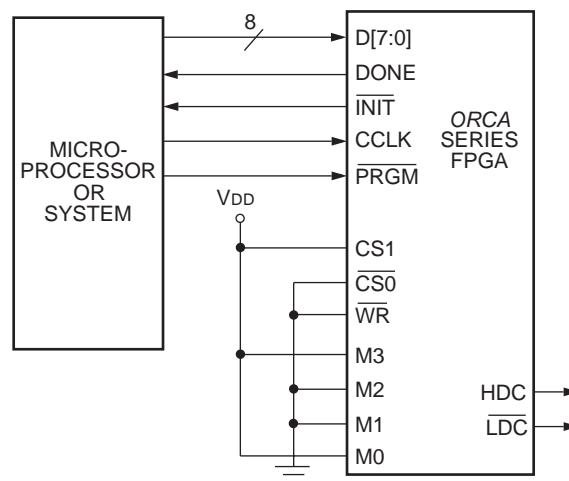 8
D[7:0]
DONE
INIT
CCLK
PRGM
MICRO-
PROCESSOR
OR
SYSTEM
ORCA
SERIES
FPGA
VDD
CS1
CS0
WR
M3
M2
M1
M0
HDC
LDC